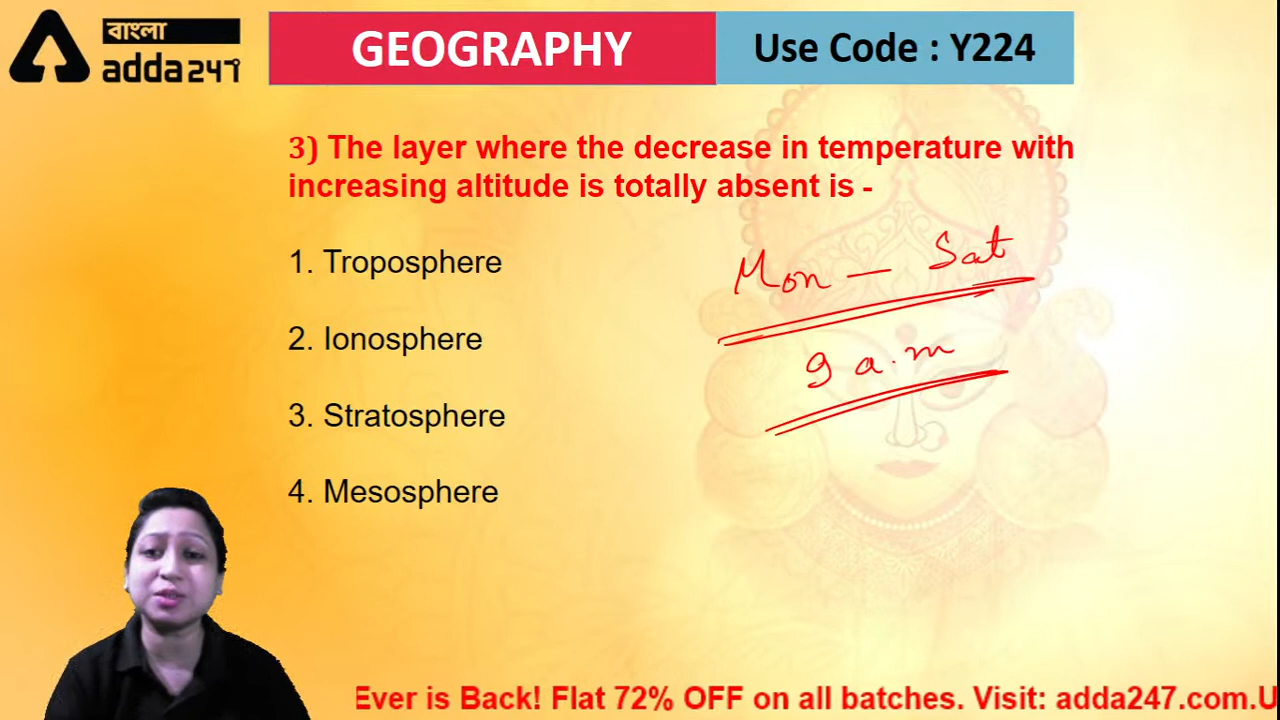 বাংলা
adda247
GEOGRAPHY
Use Code : Y224
3) The layer where the decrease in temperature with
increasing altitude is totally absent is -
1. Troposphere
2. Ionosphere
3. Stratosphere
4. Mesosphere
Mon — Sat
9 a.m
Ever is Back! Flat 72% OFF on all batches. Visit: adda247.com.U